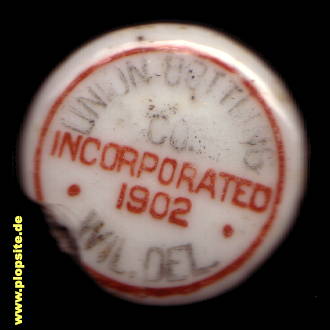 UNION BOTTLING
CO.
INCORPORATED
1902
WIL. DEL.
www.plopsite.de